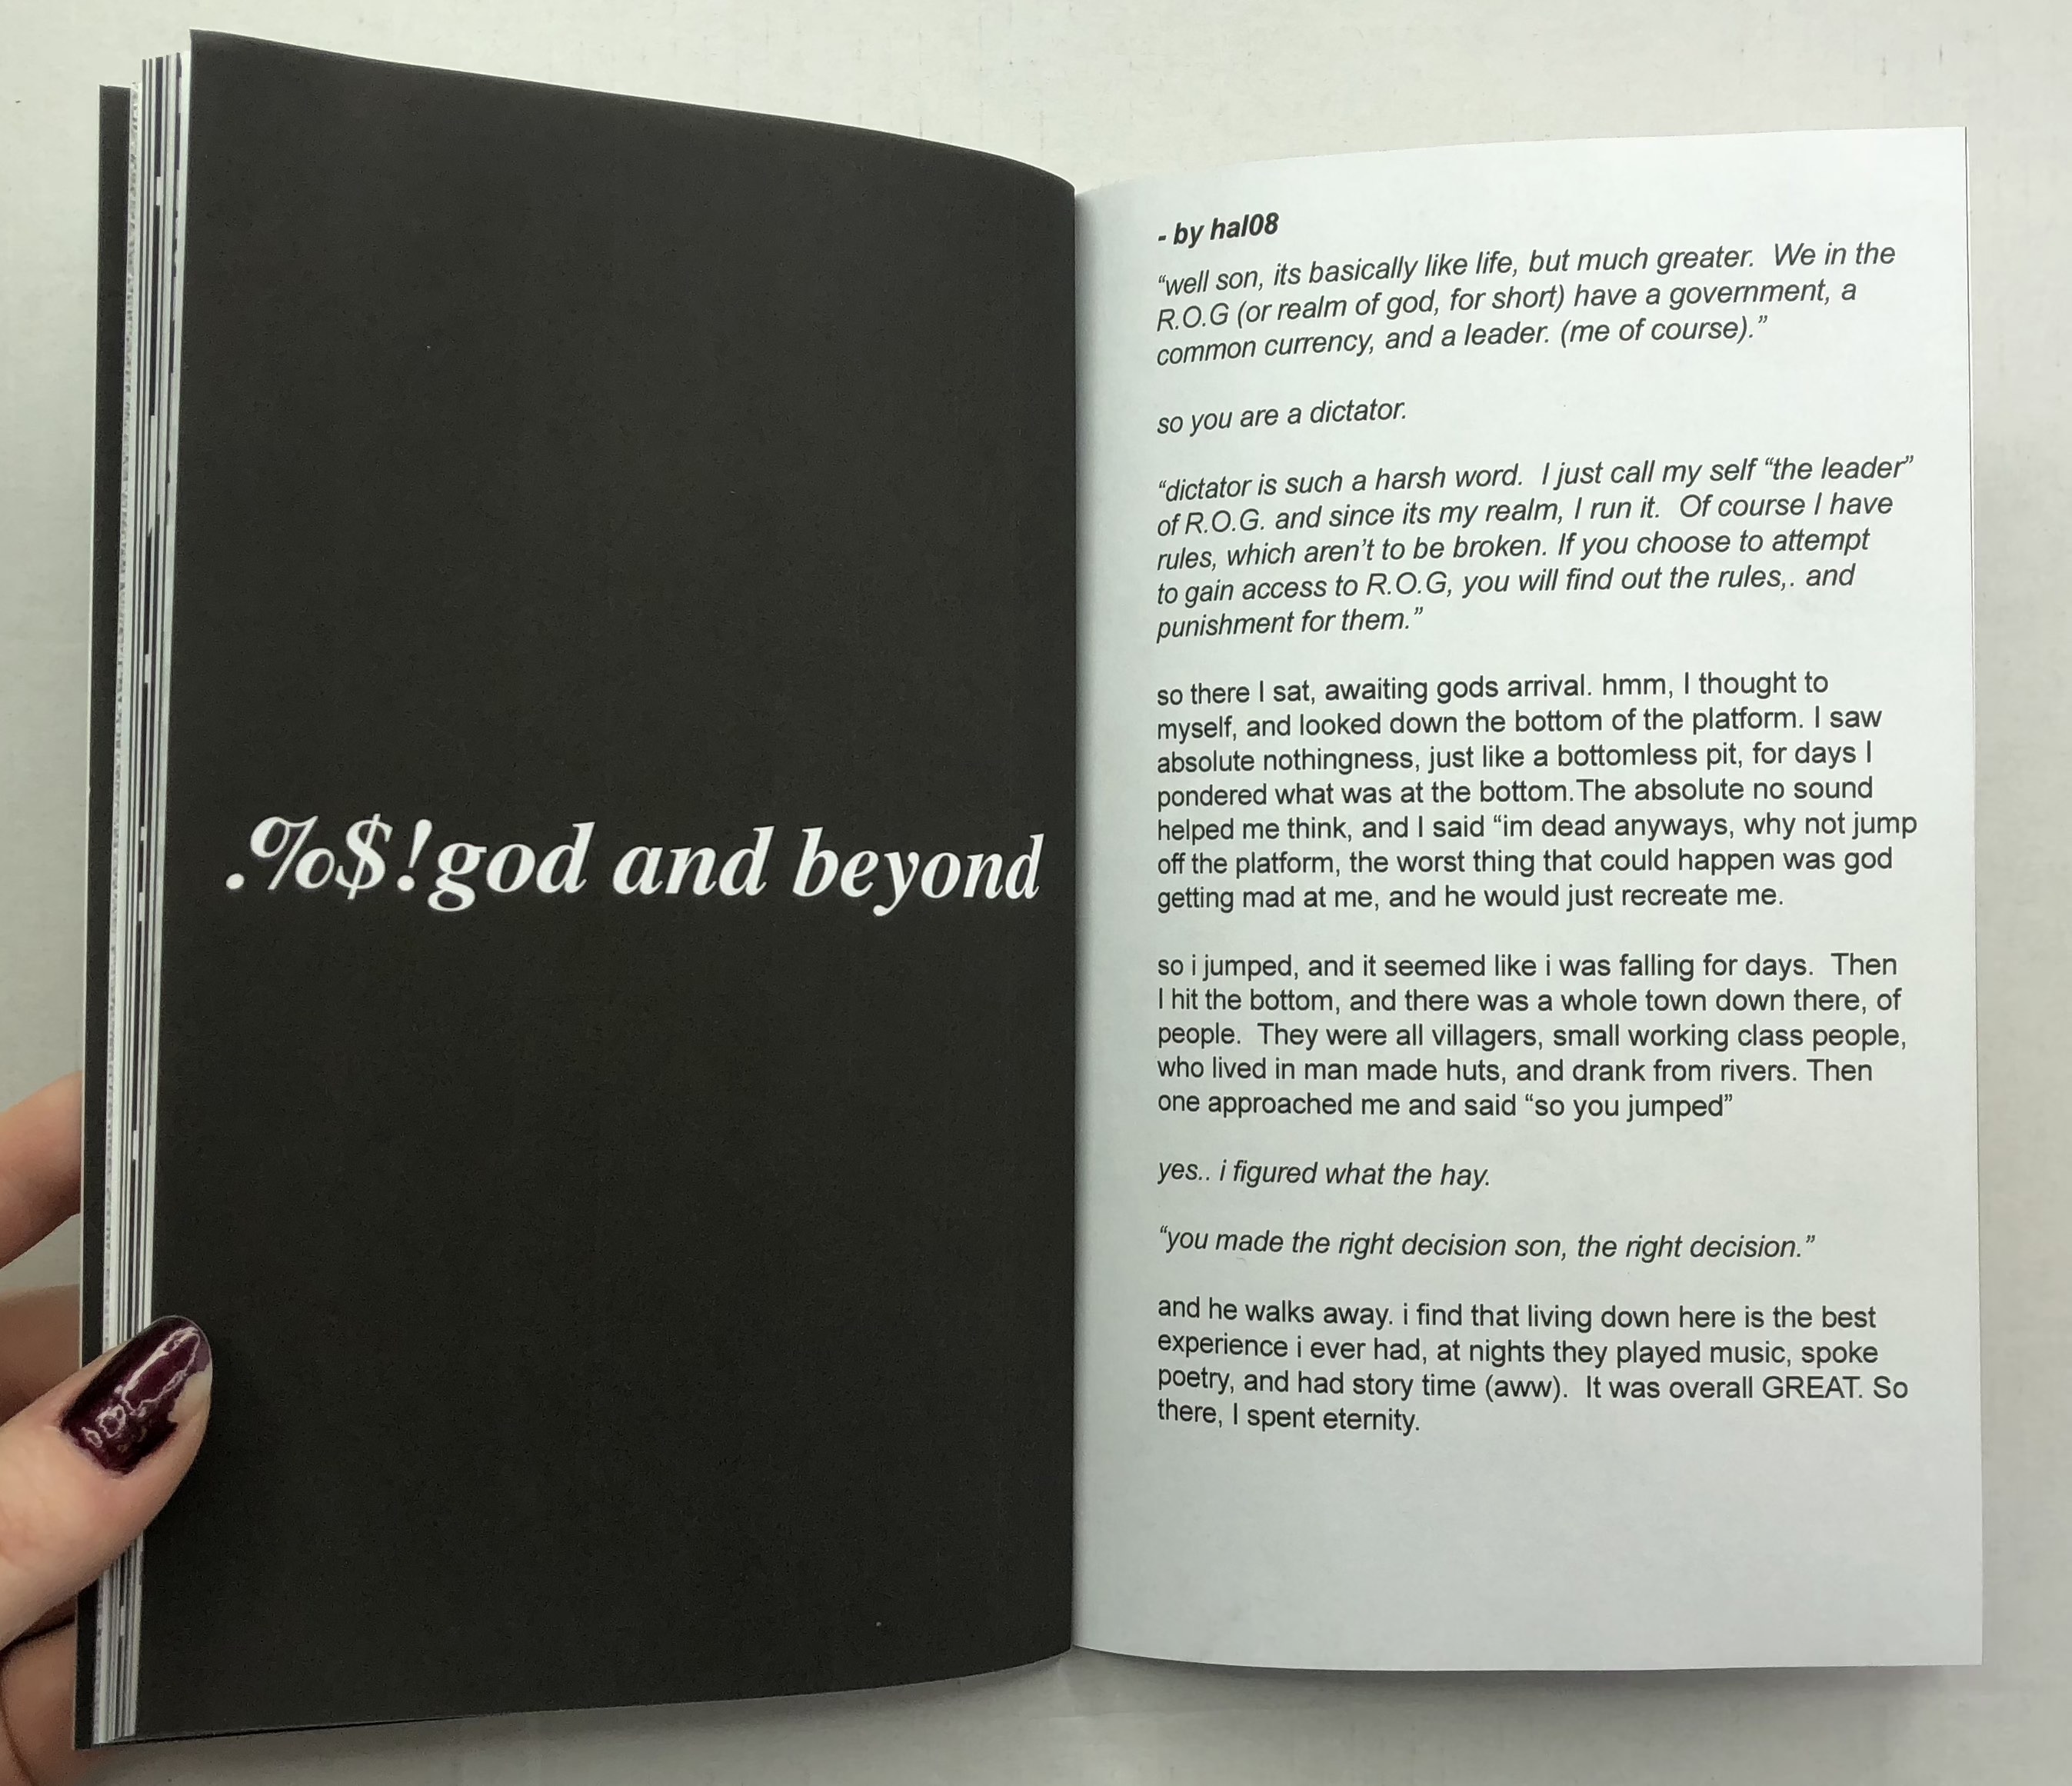 .%$!god and beyond
- by hal08
“well son, its basically like life, but much greater.  We in the
R.O.G (or realm of god, for short) have a government, a
common currency, and a leader. (me of course).”
so you are a dictator.
“dictator is such a harsh word.  I just call my self “the leader”
of R.O.G. and since its my realm, I run it.  Of course I have
rules, which aren’t to be broken. If you choose to attempt
to gain access to R.O.G, you will find out the rules,. and
punishment for them.”
so there I sat, awaiting gods arrival. hmm, I thought to
myself, and looked down the bottom of the platform. I saw
absolute nothingness, just like a bottomless pit, for days I
pondered what was at the bottom.The absolute no sound
helped me think, and I said “im dead anyways, why not jump
off the platform, the worst thing that could happen was god
getting mad at me, and he would just recreate me.
so i jumped, and it seemed like i was falling for days.  Then
I hit the bottom, and there was a whole town down there, of
people.  They were all villagers, small working class people,
who lived in man made huts, and drank from rivers. Then
one approached me and said “so you jumped”
yes.. i figured what the hay.
“you made the right decision son, the right decision.”
and he walks away. i find that living down here is the best
experience i ever had, at nights they played music, spoke
poetry, and had story time (aww).  It was overall GREAT. So
there, I spent eternity.